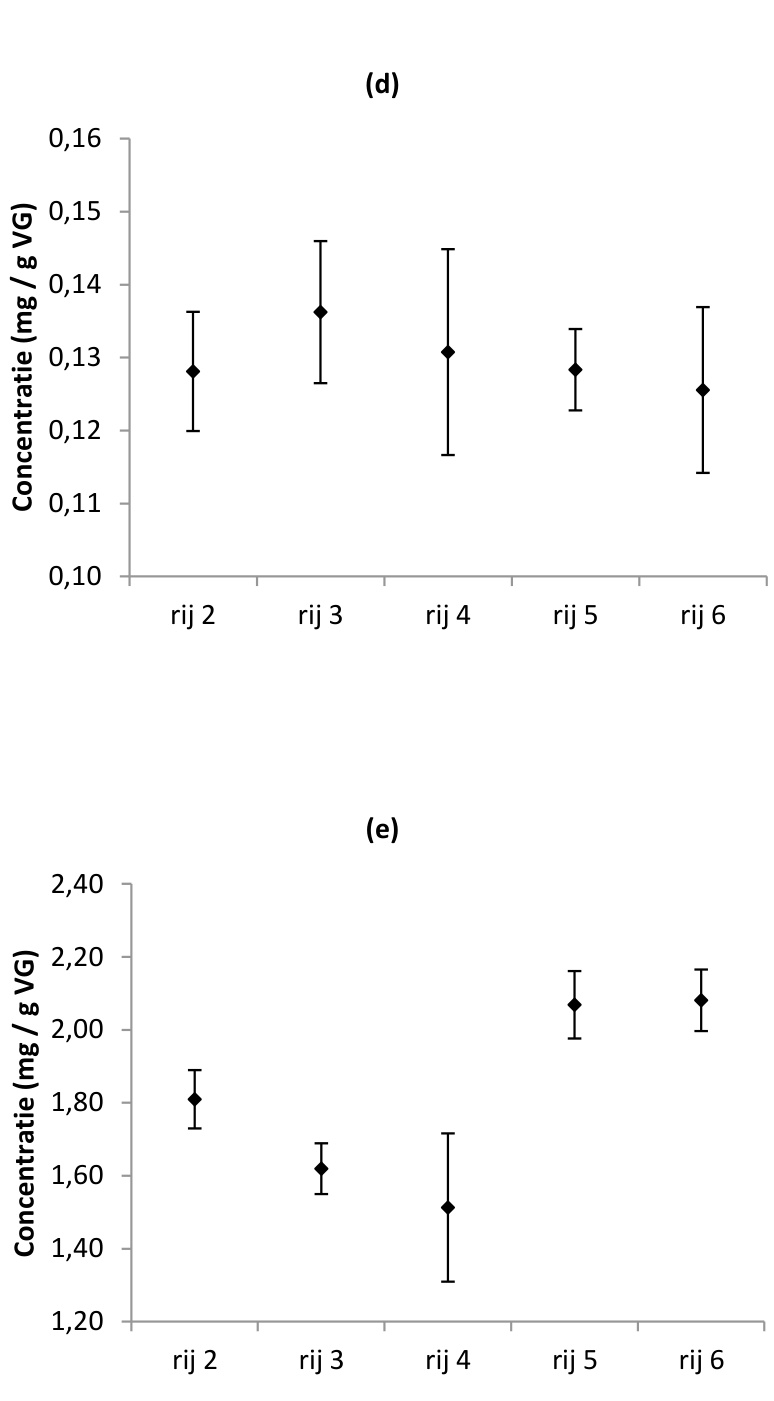 (d)
Concentratie (mg / g VG)
0,16
0,15
0,14
0,13
0,12
0,11
0,10
rij 2 rij 3 rij 4 rij 5 rij 6
(e)
Concentratie (mg / g VG)
2,40
2,20
2,00
1,80
1,60
1,40
1,20
rij 2 rij 3 rij 4 rij 5 rij 6